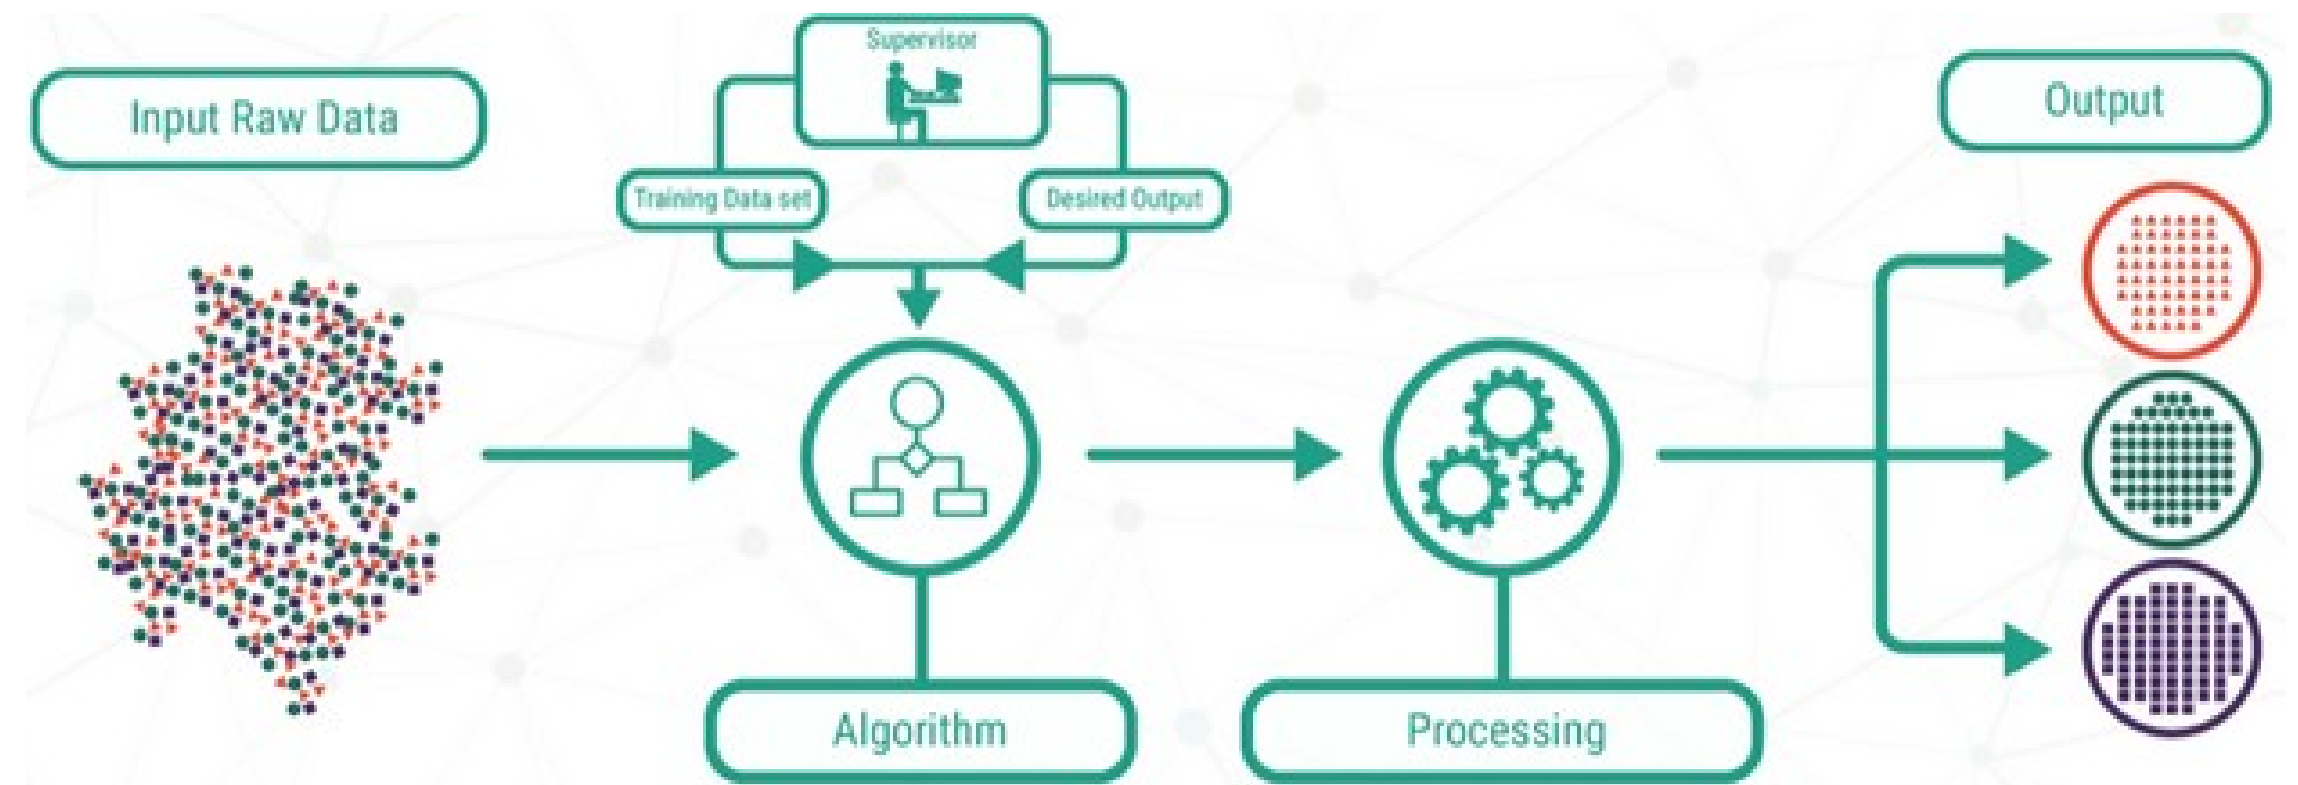 Supervisor
Input Raw Data
Output
Training Data set
Desired Output
Algorithm
Processing